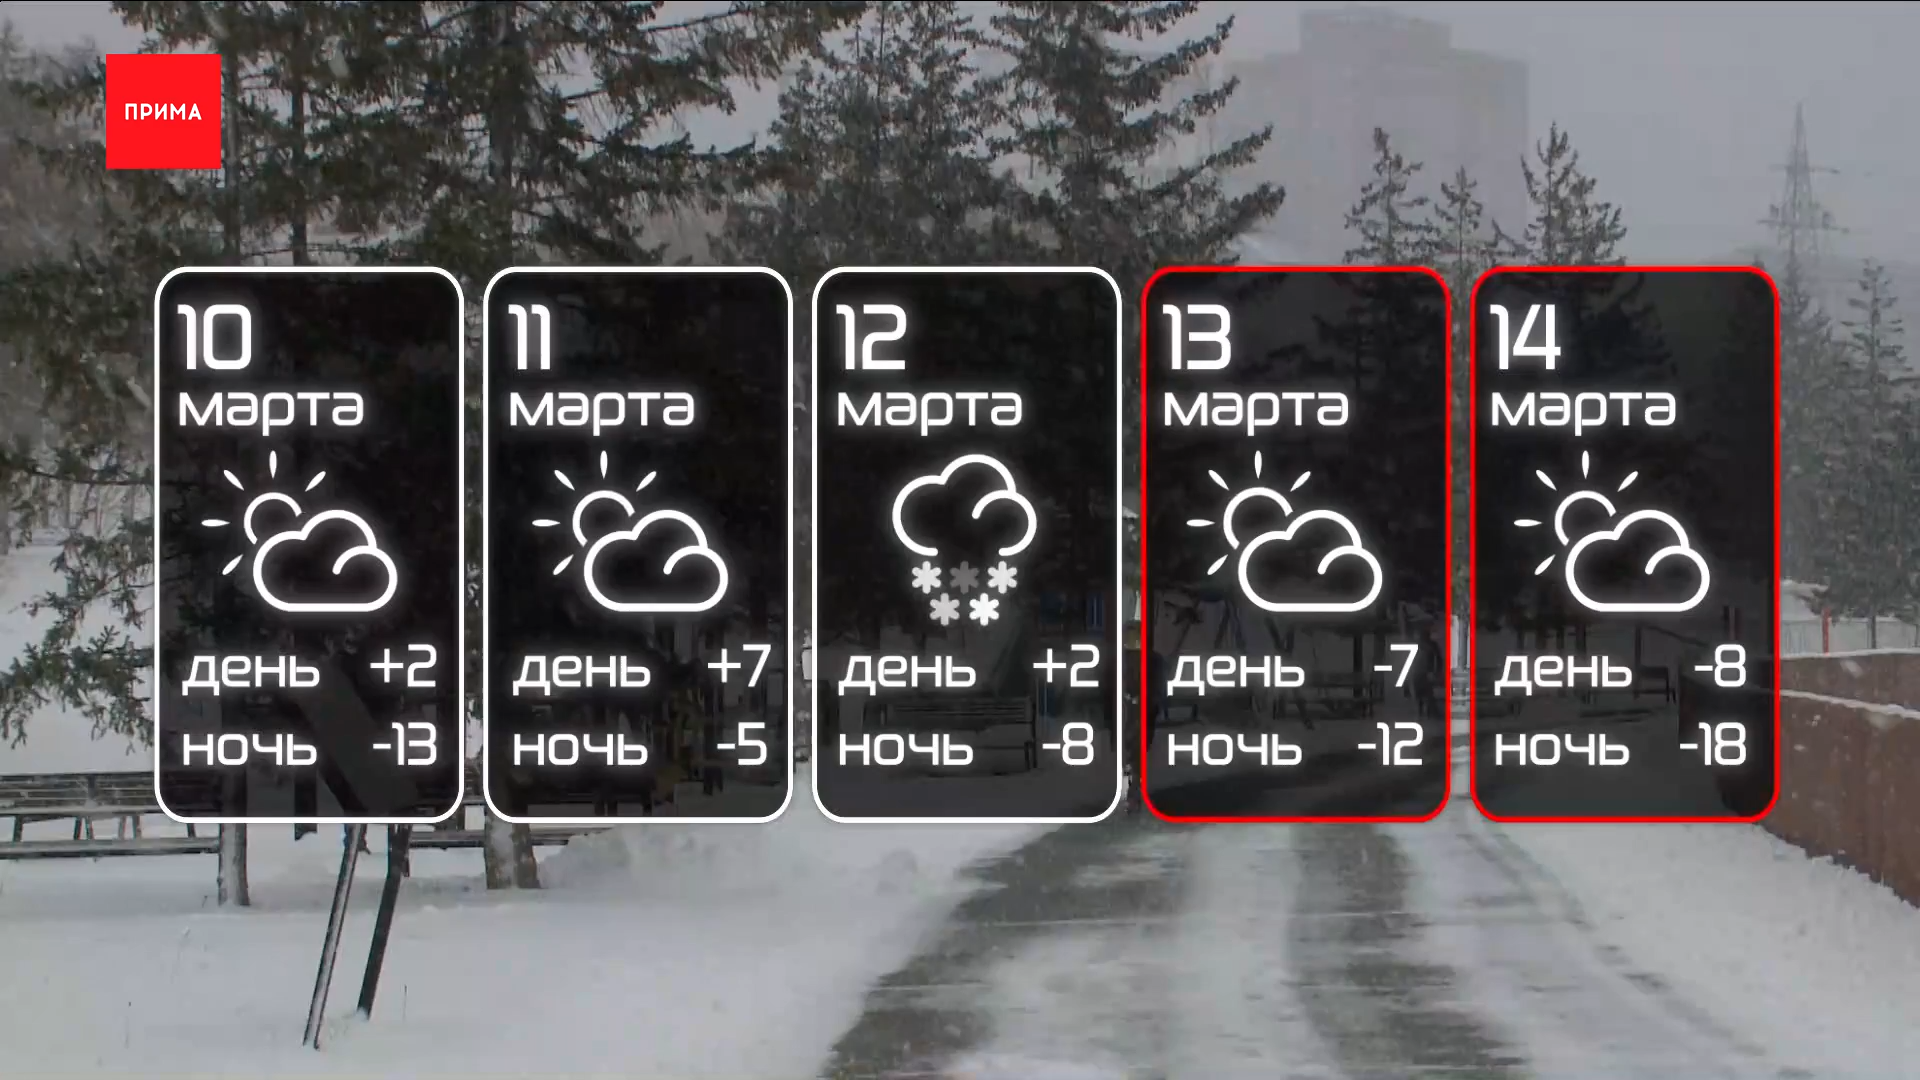 ПРИМА
10
марта
день +2
ночь -13
11
марта
день +7
ночь -5
12
марта
день +2
ночь -8
13
марта
день -7
ночь -12
14
марта
день -8
ночь -18